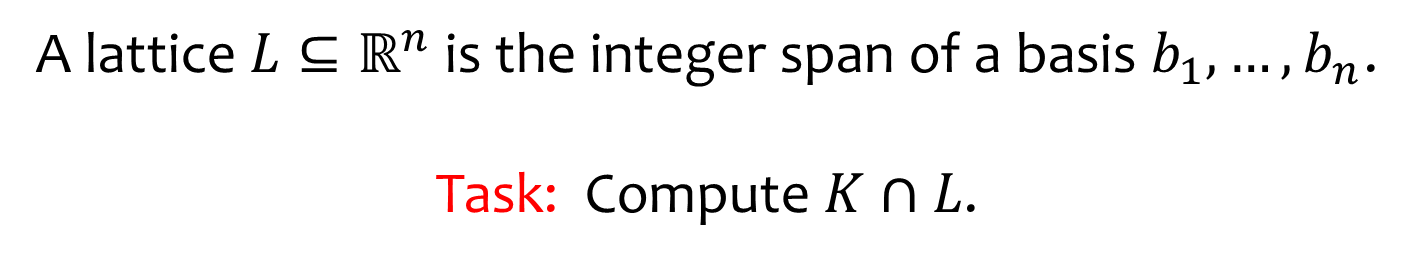 A lattice 𝐿 ⊆ ℝⁿ is the integer span of a basis 𝑏₁, … , 𝑏ₙ.
Task: Compute 𝐾 ∩ 𝐿.